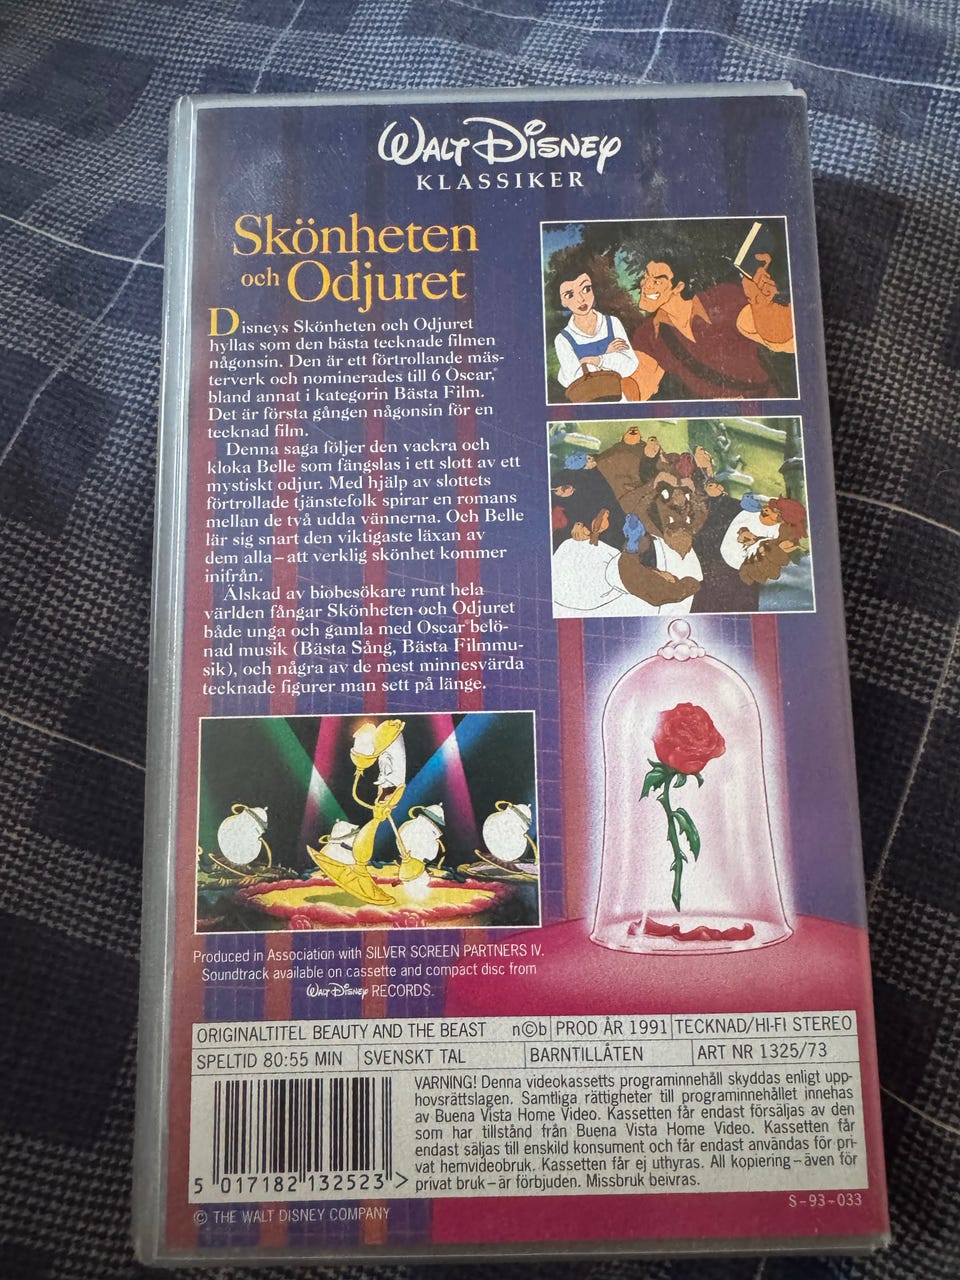 WALT DISNEY
KLASSIKER
Skönheten
och Odjuret
Disneys Skönheten och Odjuret
hyllas som den bästa tecknade filmen
någonsin. Den är ett förtrollande mäs-
terverk och nominerades till 6 Oscar,®
bland annat i kategorin Bästa Film.
Det är första gången någonsin för en
tecknad film.
Denna saga följer den vackra och
kloka Belle som fängslas i ett slott av ett
mystiskt odjur. Med hjälp av slottets
förtrollade tjänstefolk spirar en romans
mellan de två udda vännerna. Och Belle
lär sig snart den viktigaste läxan av
dem alla – att verklig skönhet kommer
inifrån.
Älskad av biobesökare runt hela
världen fångar Skönheten och Odjuret
både unga och gamla med Oscar®belö-
nad musik (Bästa Sång, Bästa Filmmu-
sik), och några av de mest minnesvärda
tecknade figurer man sett på länge.
Produced in Association with SILVER SCREEN PARTNERS IV.
Soundtrack available on cassette and compact disc from
WALT DISNEY RECORDS.
ORIGINALTITEL BEAUTY AND THE BEAST n©b PROD ÅR 1991 TECKNAD/HI-FI STEREO
SPELTID 80:55 MIN SVENSKT TAL BARNTILLÅTEN ART NR 1325/73
VARNING! Denna videokassetts programinnehåll skyddas enligt upp-
hovsrättslagen. Samtliga rättigheter till programinnehållet innehas
av Buena Vista Home Video. Kassetten får endast försäljas av den
som har tillstånd från Buena Vista Home Video. Kassetten får
endast säljas till enskild konsument och får endast användas för pri-
vat hemvideobruk. Kassetten får ej uthyras. All kopiering – även för
privat bruk – är förbjuden. Missbruk beivras.
5 017182 132523 >
S-93-033
© THE WALT DISNEY COMPANY